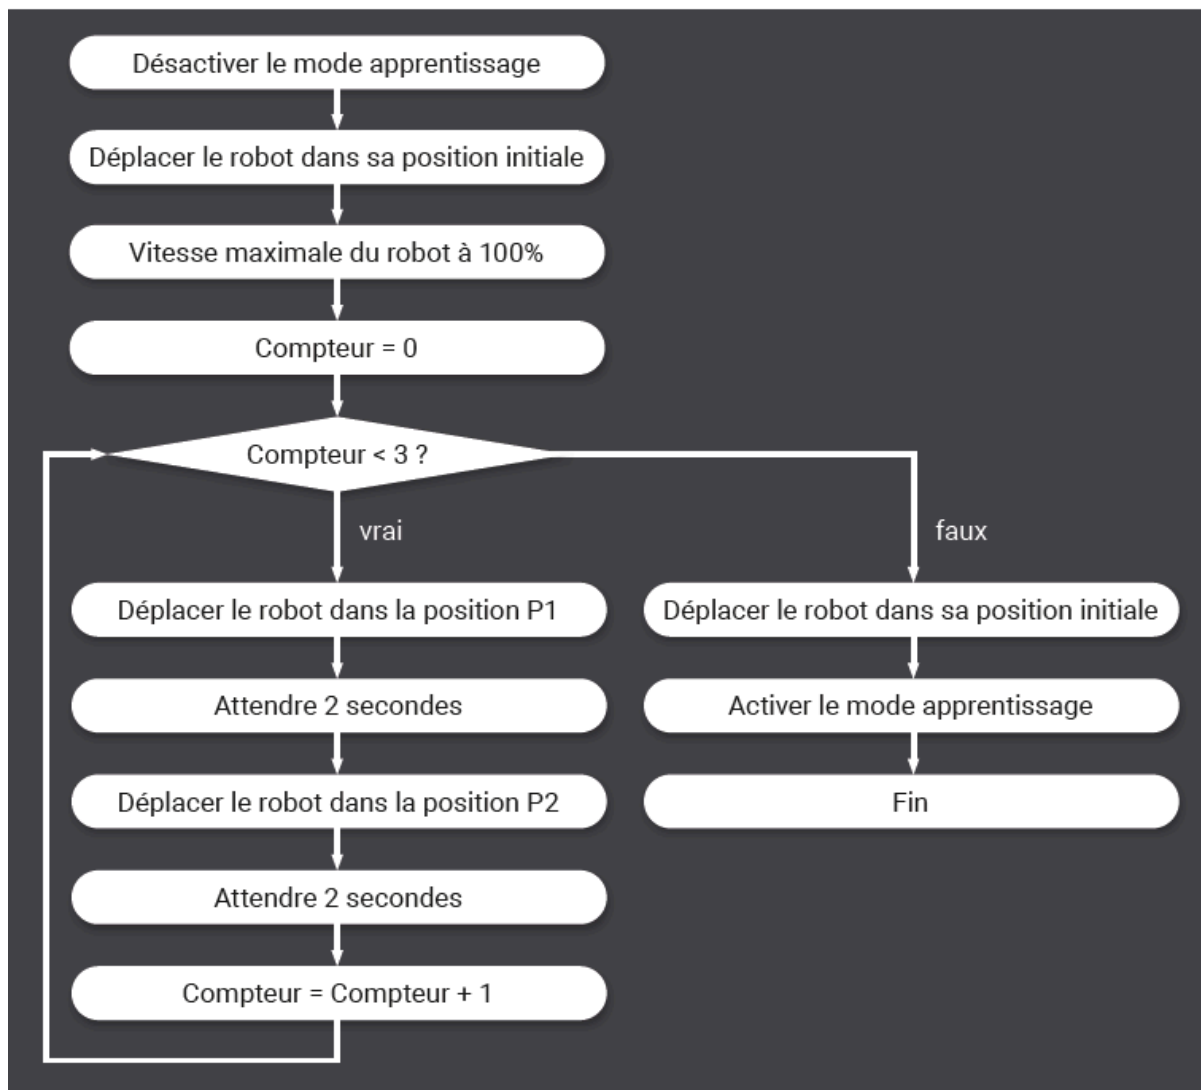 Désactiver le mode apprentissage
Déplacer le robot dans sa position initiale
Vitesse maximale du robot à 100%
Compteur = 0
Compteur < 3 ?
vrai
faux
Déplacer le robot dans la position P1
Déplacer le robot dans sa position initiale
Attendre 2 secondes
Activer le mode apprentissage
Déplacer le robot dans la position P2
Fin
Attendre 2 secondes
Compteur = Compteur + 1